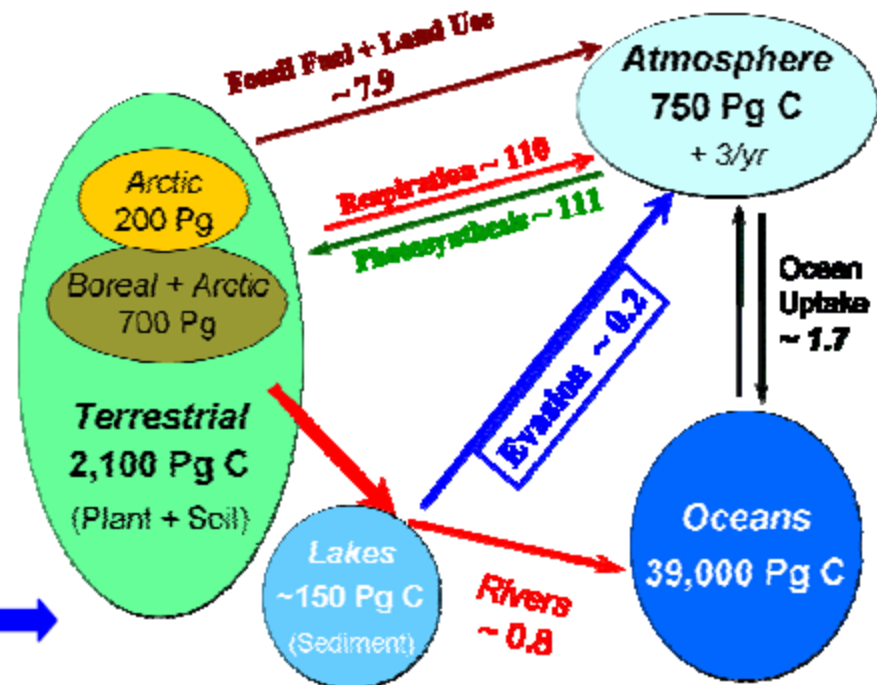 Fossil Fuel + Land Use
~ 7.9
Atmosphere
750 Pg C
+ 3/yr
Arctic
200 Pg
Respiration ~ 110
Photosynthesis ~ 111
Boreal + Arctic
700 Pg
Ocean
Uptake
~ 1.7
Evasion ~ 0.2
Terrestrial
2,100 Pg C
(Plant + Soil)
Lakes
~150 Pg C
(Sediment)
Rivers
~ 0.8
Oceans
39,000 Pg C